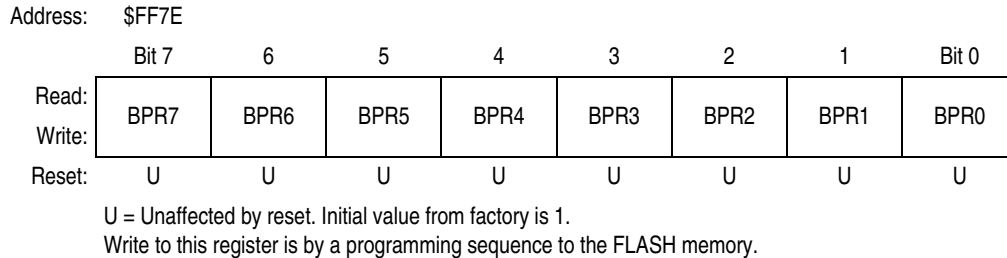 Address: $FF7E
Bit 7 6 5 4 3 2 1 Bit 0
Read:
BPR7 BPR6 BPR5 BPR4 BPR3 BPR2 BPR1 BPR0
Write:
Reset: U U U U U U U U
U = Unaffected by reset. Initial value from factory is 1.
Write to this register is by a programming sequence to the FLASH memory.